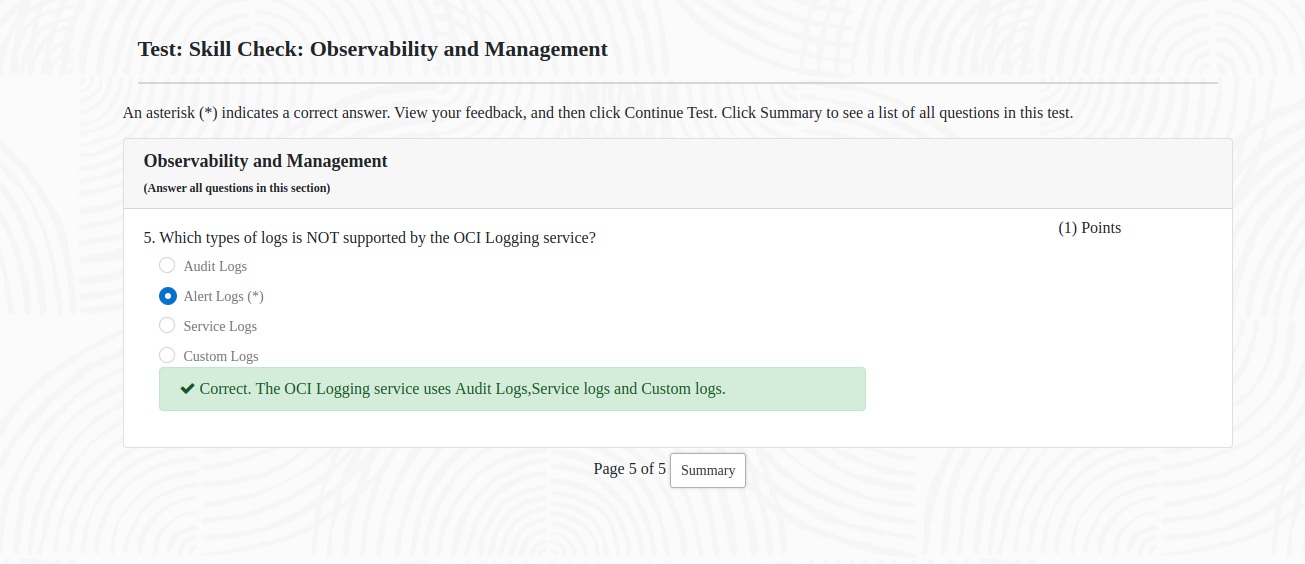 Test: Skill Check: Observability and Management
An asterisk (*) indicates a correct answer. View your feedback, and then click Continue Test. Click Summary to see a list of all questions in this test.
Observability and Management
(Answer all questions in this section)
5. Which types of logs is NOT supported by the OCI Logging service?
(1) Points
Audit Logs
Alert Logs (*)
Service Logs
Custom Logs
Correct. The OCI Logging service uses Audit Logs,Service logs and Custom logs.
Page 5 of 5 Summary